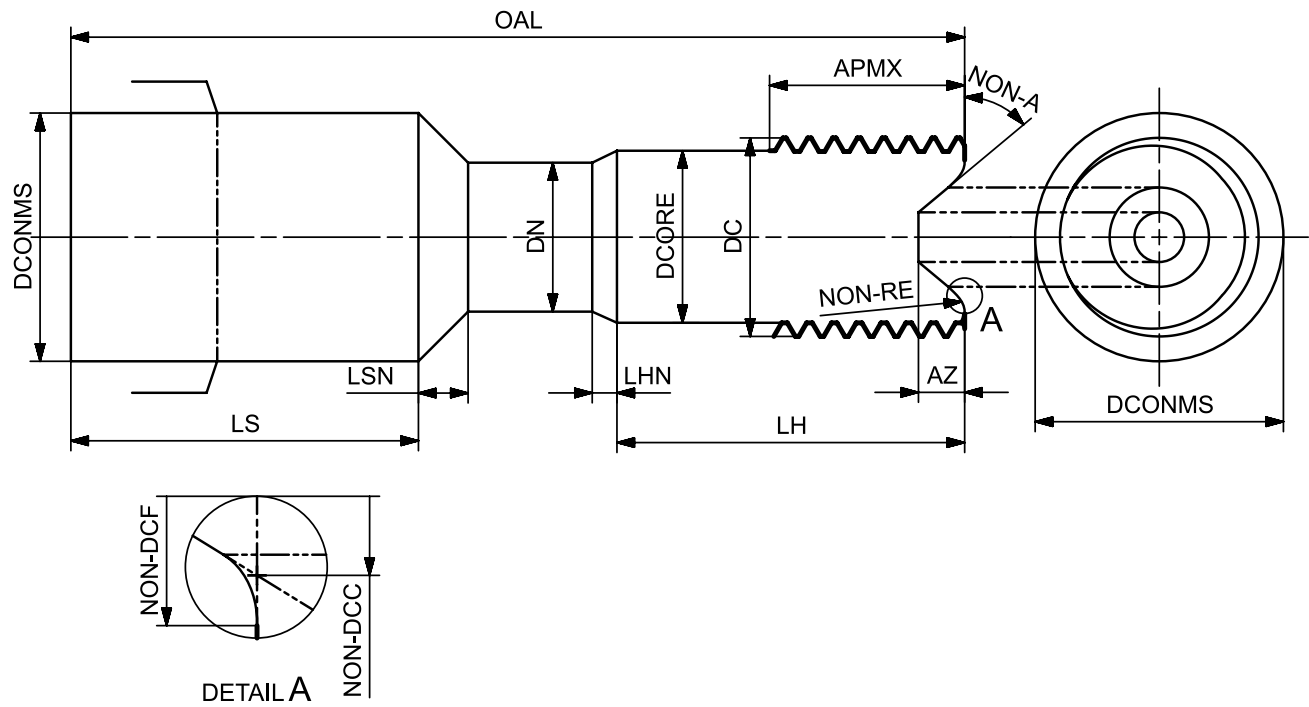 OAL
APMX
NON-A
DCONMS
DN
DCORE
DC
NON-RE
A
LSN
LHN
AZ
DCONMS
LS
LH
NON-DCF
NON-DCC
DETAIL A